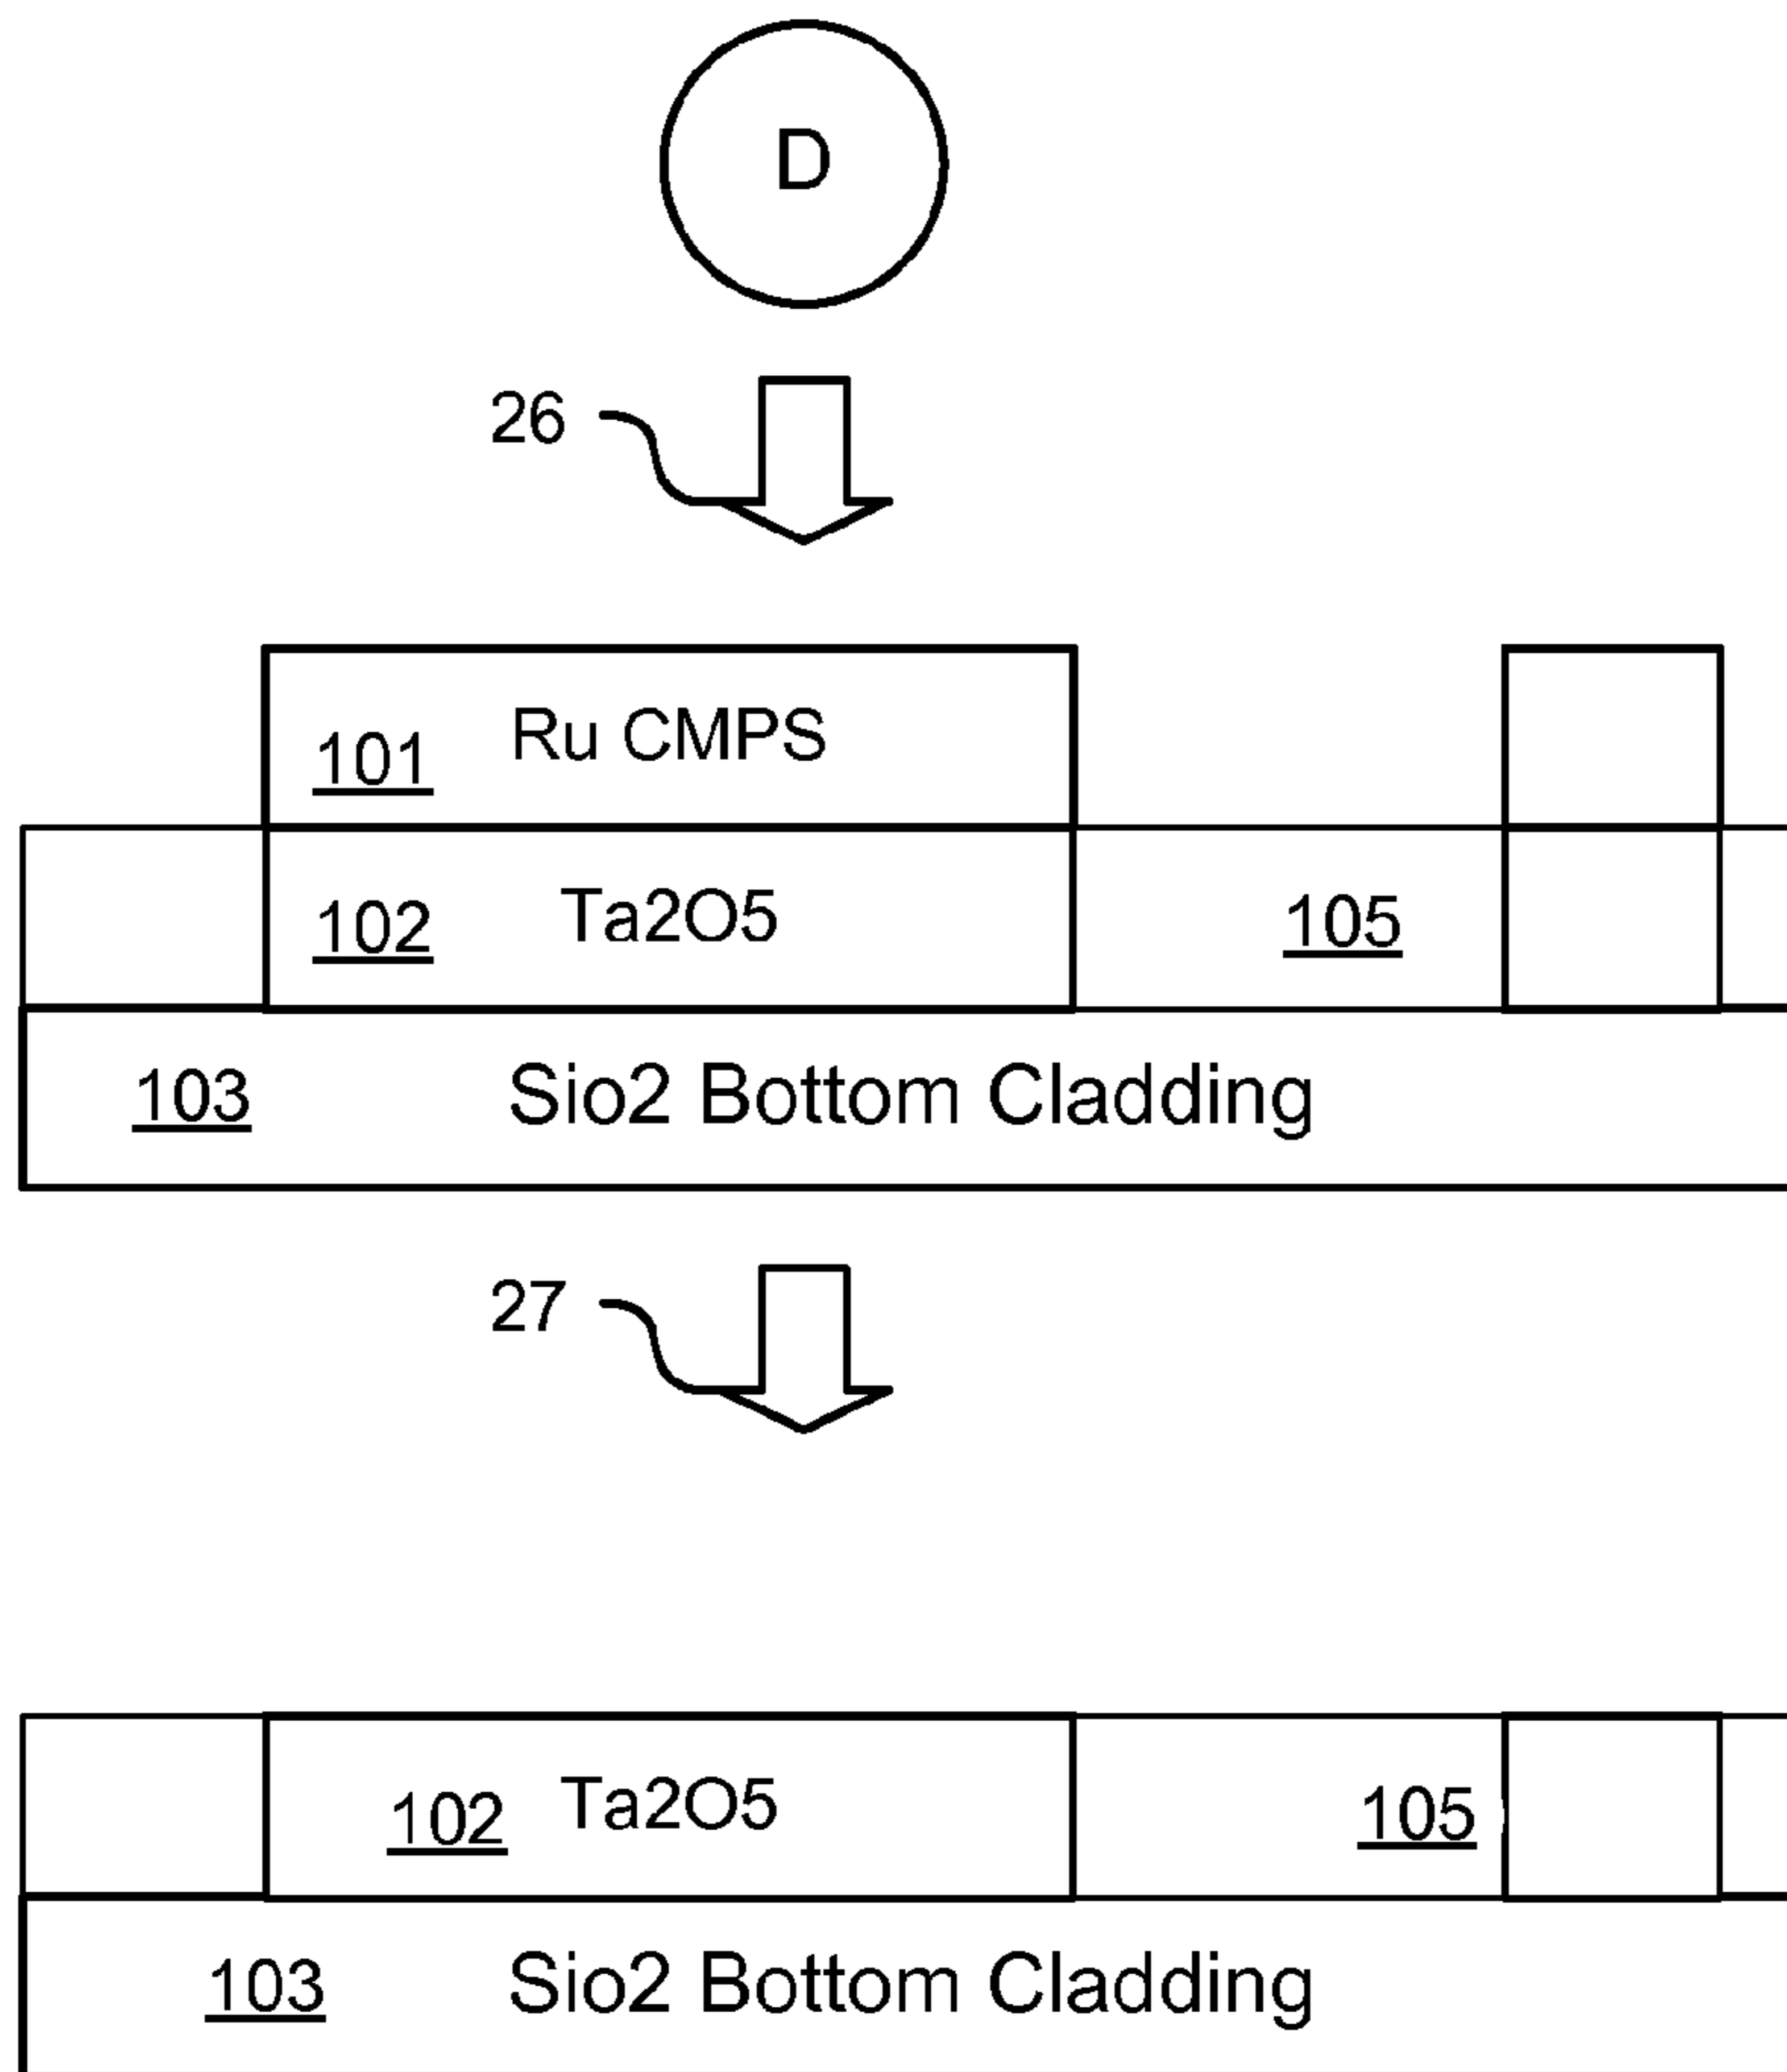 D
26
101 Ru CMPS
102 Ta2O5 105
103 Sio2 Bottom Cladding
27
102 Ta2O5 105
103 Sio2 Bottom Cladding